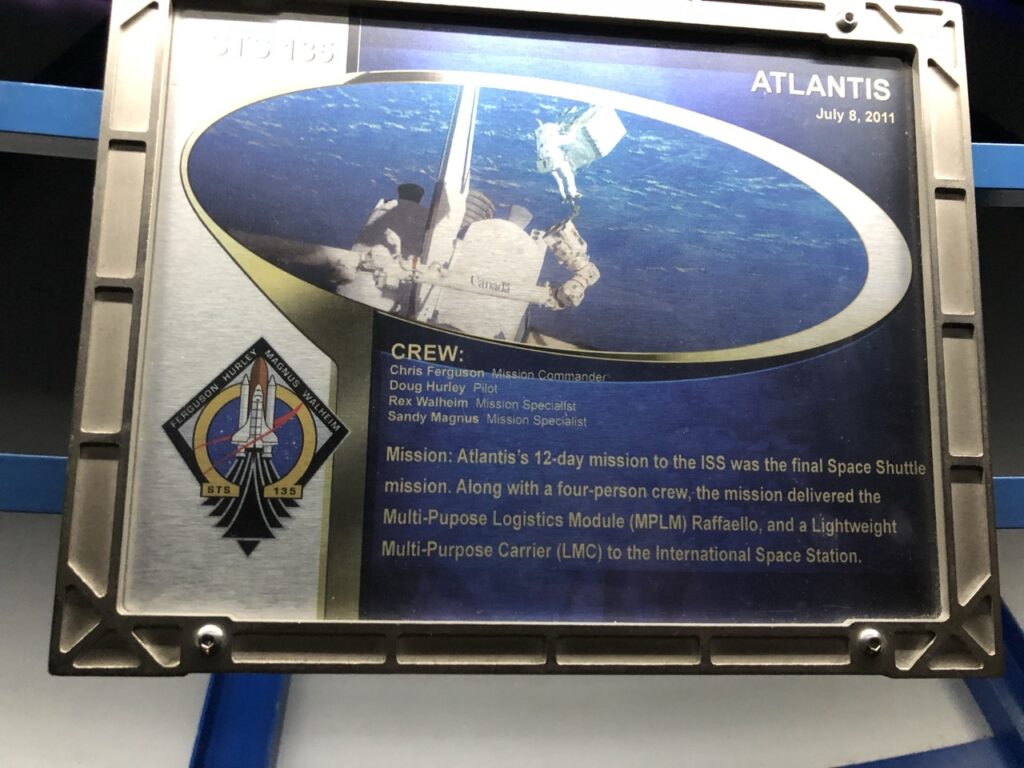 STS 135
ATLANTIS
July 8, 2011
Canada
CREW:
Chris Ferguson Mission Commander
Doug Hurley Pilot
Rex Walheim Mission Specialist
Sandy Magnus Mission Specialist
FERGUSON HURLEY MAGNUS WALHEIM
STS 135
Mission: Atlantis's 12-day mission to the ISS was the final Space Shuttle
mission. Along with a four-person crew, the mission delivered the
Multi-Pupose Logistics Module (MPLM) Raffaello, and a Lightweight
Multi-Purpose Carrier (LMC) to the International Space Station.